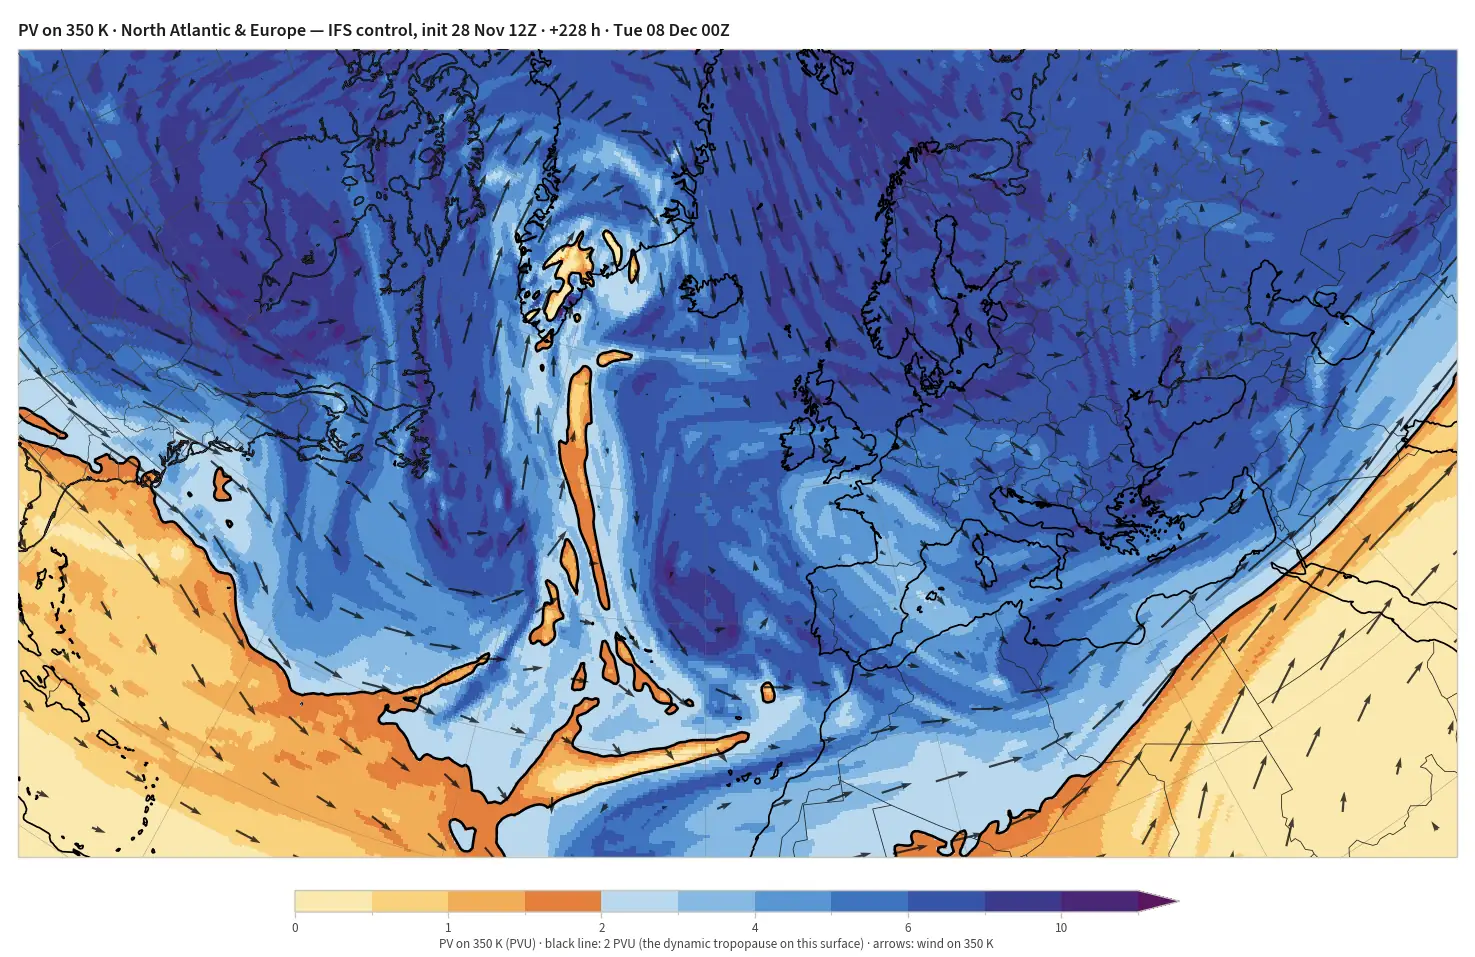 PV on 350 K · North Atlantic & Europe — IFS control, init 28 Nov 12Z · +228 h · Tue 08 Dec 00Z
0 1 2 4 6 10
PV on 350 K (PVU) · black line: 2 PVU (the dynamic tropopause on this surface) · arrows: wind on 350 K